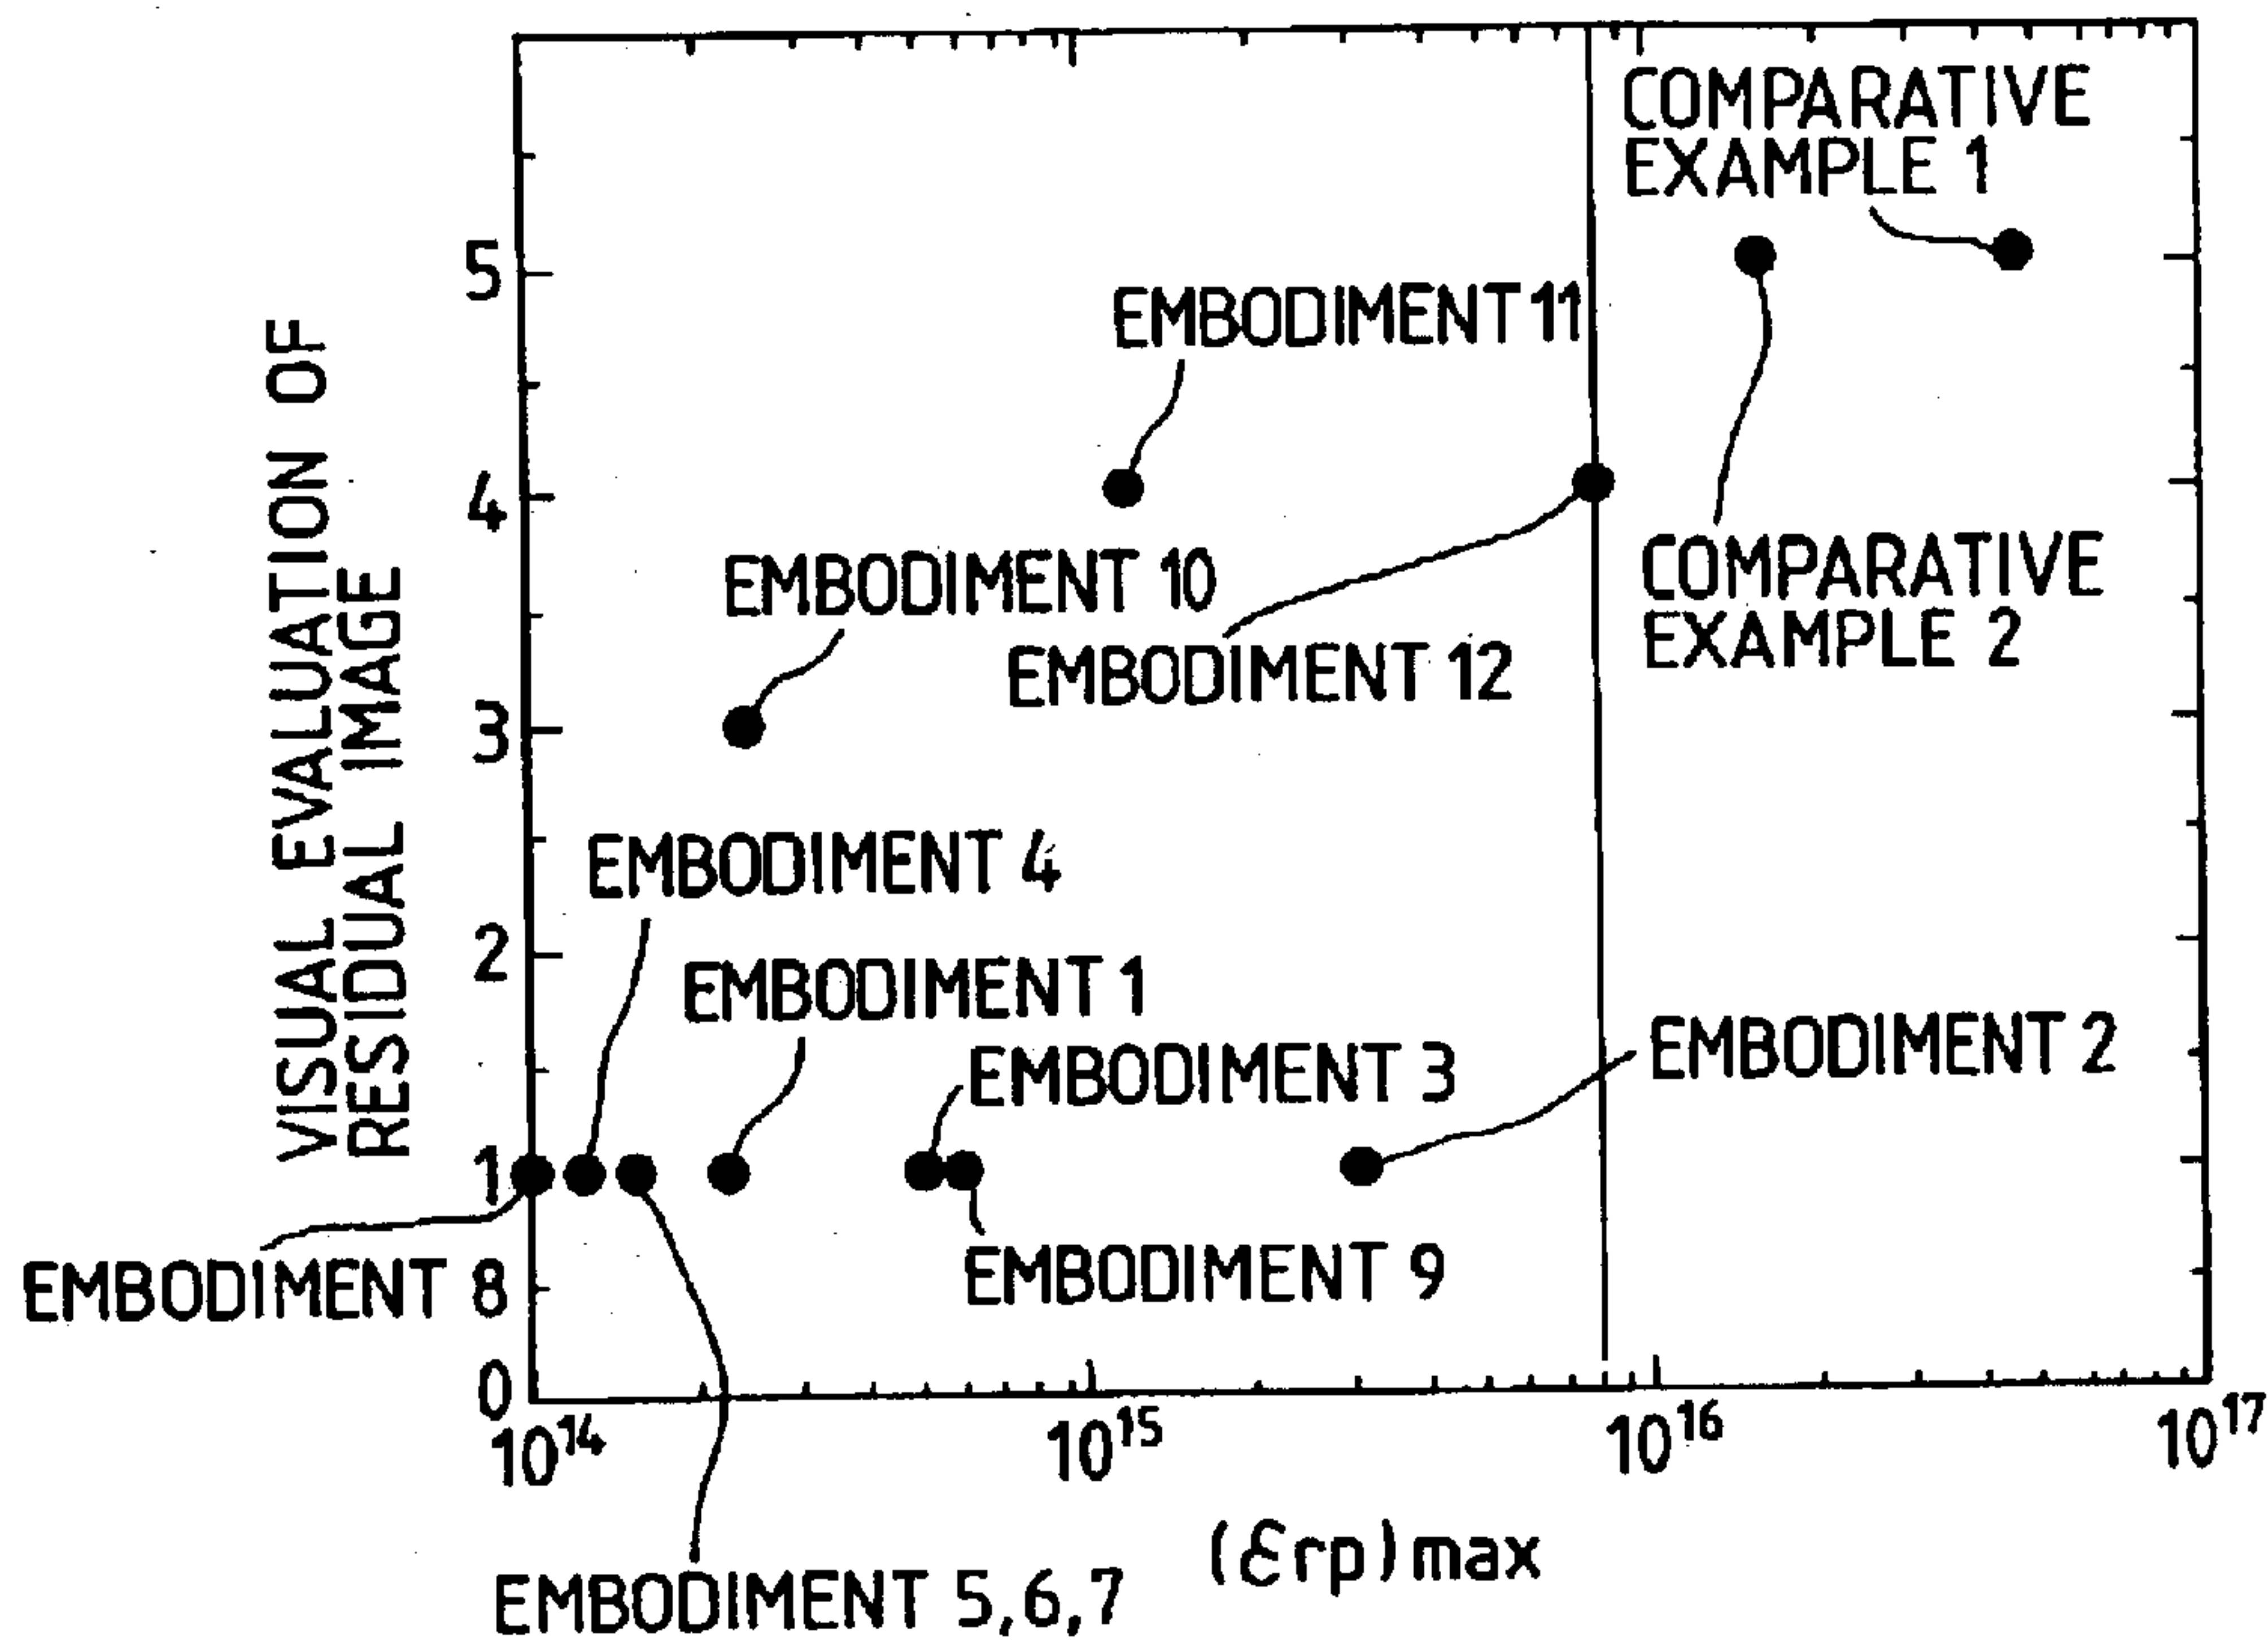 COMPARATIVE
EXAMPLE 1
5
EMBODIMENT 11
4
EMBODIMENT 10
COMPARATIVE
EXAMPLE 2
EMBODIMENT 12
3
VISUAL EVALUATION OF
RESIDUAL IMAGE
EMBODIMENT 4
2
EMBODIMENT 1
EMBODIMENT 3
EMBODIMENT 2
1
EMBODIMENT 8
EMBODIMENT 9
0
10¹⁴ 10¹⁵ 10¹⁶ 10¹⁷
(εrp)max
EMBODIMENT 5,6,7